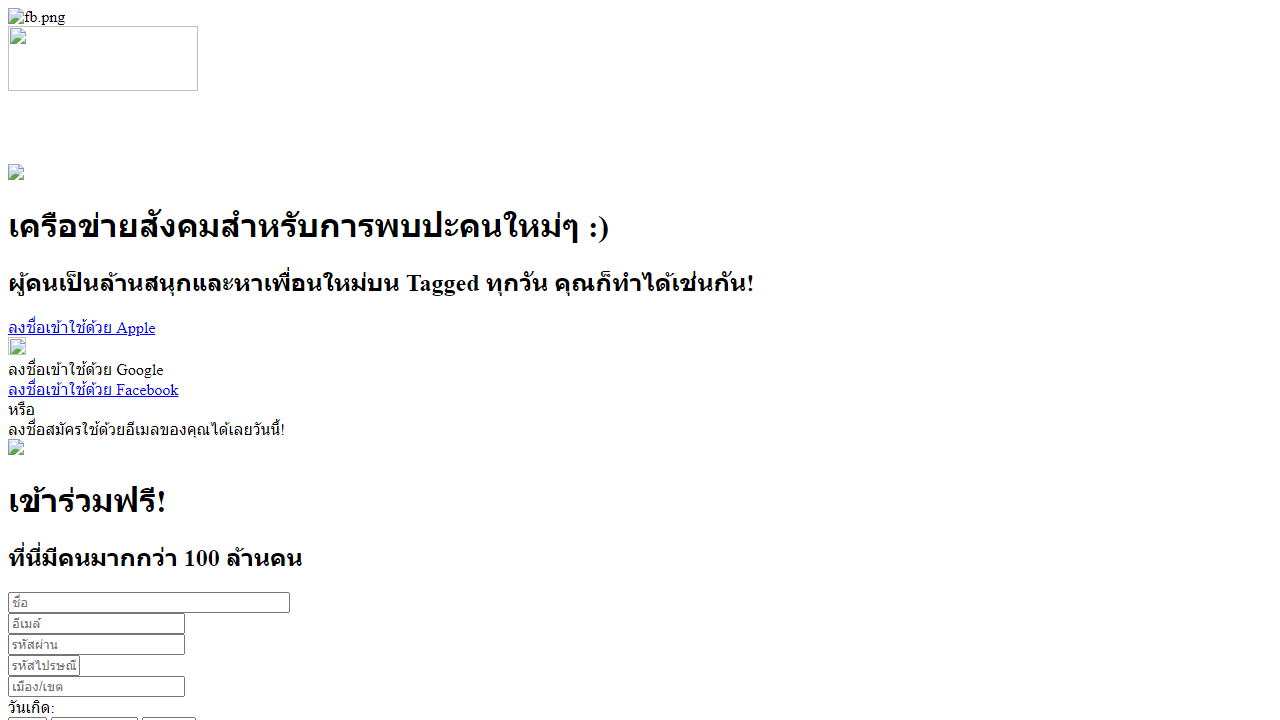 fb.png
เครือข่ายสังคมสำหรับการพบปะคนใหม่ๆ :)
ผู้คนเป็นล้านสนุกและหาเพื่อนใหม่บน Tagged ทุกวัน คุณก็ทำได้เช่นกัน!
ลงชื่อเข้าใช้ด้วย Apple
ลงชื่อเข้าใช้ด้วย Google
ลงชื่อเข้าใช้ด้วย Facebook
หรือ
ลงชื่อสมัครใช้ด้วยอีเมลของคุณได้เลยวันนี้!
เข้าร่วมฟรี!
ที่นี่มีคนมากกว่า 100 ล้านคน
ชื่อ
อีเมล์
รหัสผ่าน
รหัสไปรษณี
เมือง/เขต
วันเกิด: